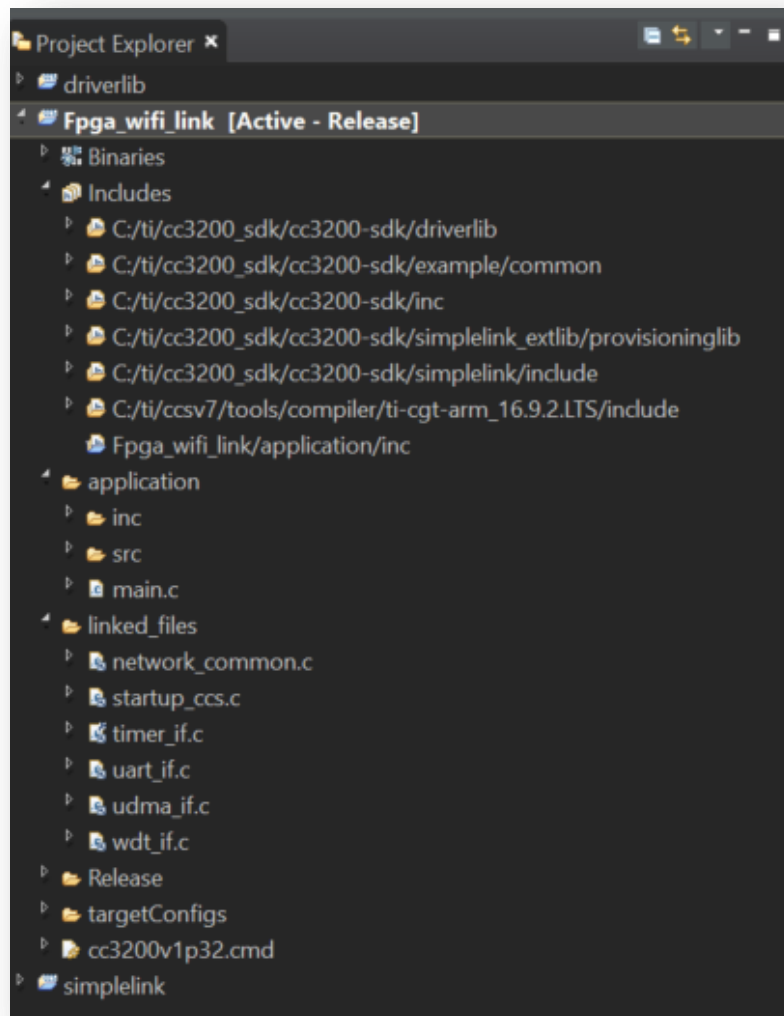 Project Explorer
driverlib
Fpga_wifi_link [Active - Release]
Binaries
Includes
C:/ti/cc3200_sdk/cc3200-sdk/driverlib
C:/ti/cc3200_sdk/cc3200-sdk/example/common
C:/ti/cc3200_sdk/cc3200-sdk/inc
C:/ti/cc3200_sdk/cc3200-sdk/simplelink_extlib/provisioninglib
C:/ti/cc3200_sdk/cc3200-sdk/simplelink/include
C:/ti/ccsv7/tools/compiler/ti-cgt-arm_16.9.2.LTS/include
Fpga_wifi_link/application/inc
application
inc
src
main.c
linked_files
network_common.c
startup_ccs.c
timer_if.c
uart_if.c
udma_if.c
wdt_if.c
Release
targetConfigs
cc3200v1p32.cmd
simplelink